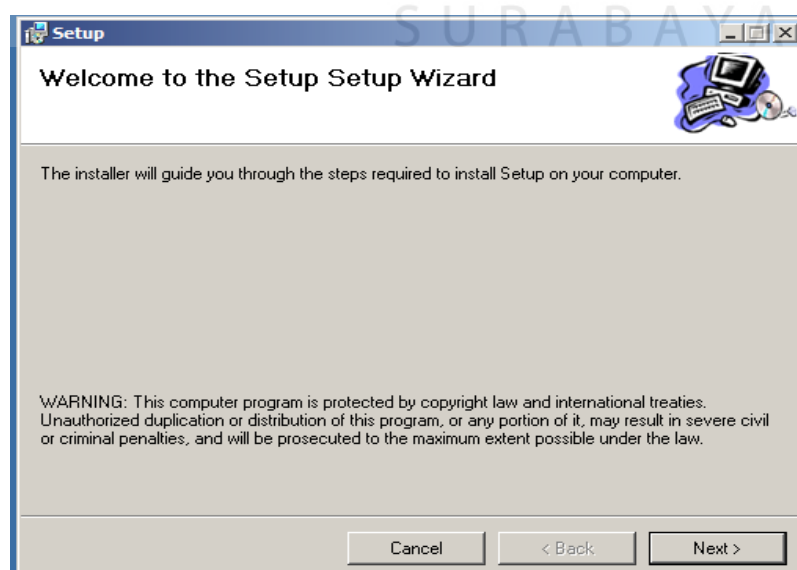 SURABAYA
Setup
Welcome to the Setup Setup Wizard
The installer will guide you through the steps required to install Setup on your computer.
WARNING: This computer program is protected by copyright law and international treaties.
Unauthorized duplication or distribution of this program, or any portion of it, may result in severe civil
or criminal penalties, and will be prosecuted to the maximum extent possible under the law.
Cancel
< Back
Next >